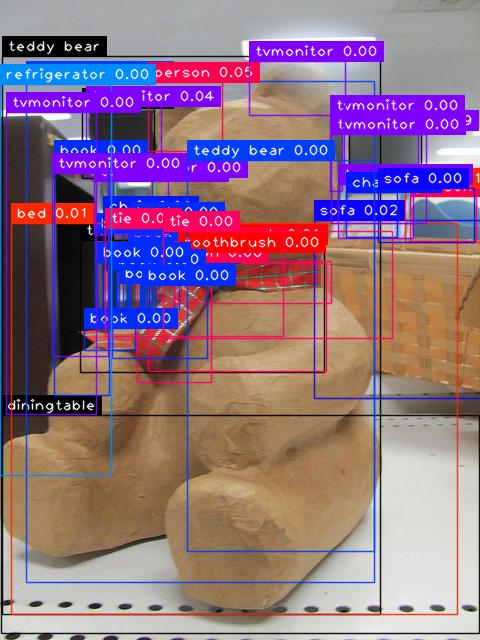 teddy bear
tvmonitor 0.00
refrigerator 0.00
person 0.05
tvmonitor 0.00
itor 0.04
tvmonitor 0.00
tvmonitor 0.00
book 0.00
teddy bear 0.00
tvmonitor 0.00
r 0.00
cha
sofa 0.00
bed 0.01
tie 0.0
tie 0.00
sofa 0.02
toothbrush 0.00
book 0.00
book 0.00
book 0.00
diningtable